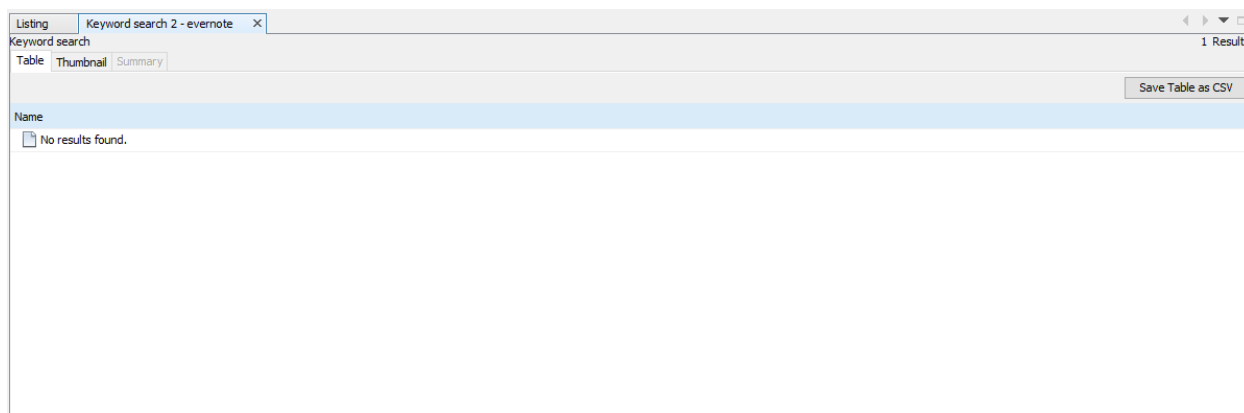 Listing Keyword search 2 - evernote X
Keyword search 1 Result
Table Thumbnail Summary
Save Table as CSV
Name
No results found.